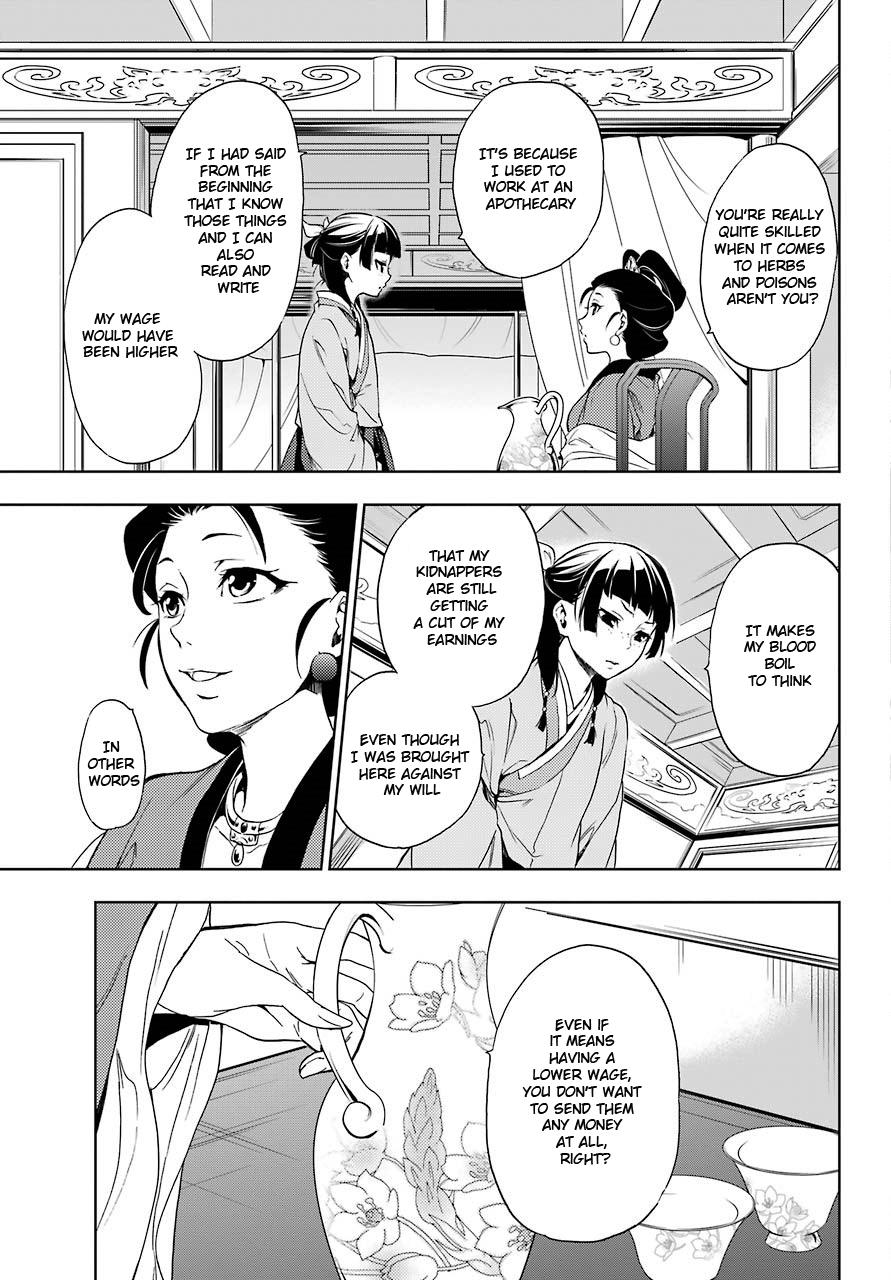 YOU'RE REALLY
QUITE SKILLED
WHEN IT COMES
TO HERBS
AND POISONS
AREN'T YOU?
IT'S BECAUSE
I USED TO
WORK AT AN
APOTHECARY
IF I HAD SAID
FROM THE
BEGINNING
THAT I KNOW
THOSE THINGS
AND I CAN
ALSO
READ AND
WRITE
MY WAGE
WOULD HAVE
BEEN HIGHER
IT MAKES
MY BLOOD
BOIL
TO THINK
THAT MY
KIDNAPPERS
ARE STILL
GETTING
A CUT OF MY
EARNINGS
EVEN THOUGH
I WAS BROUGHT
HERE AGAINST
MY WILL
IN
OTHER
WORDS
EVEN IF
IT MEANS
HAVING A
LOWER WAGE,
YOU DON'T WANT
TO SEND THEM
ANY MONEY
AT ALL,
RIGHT?